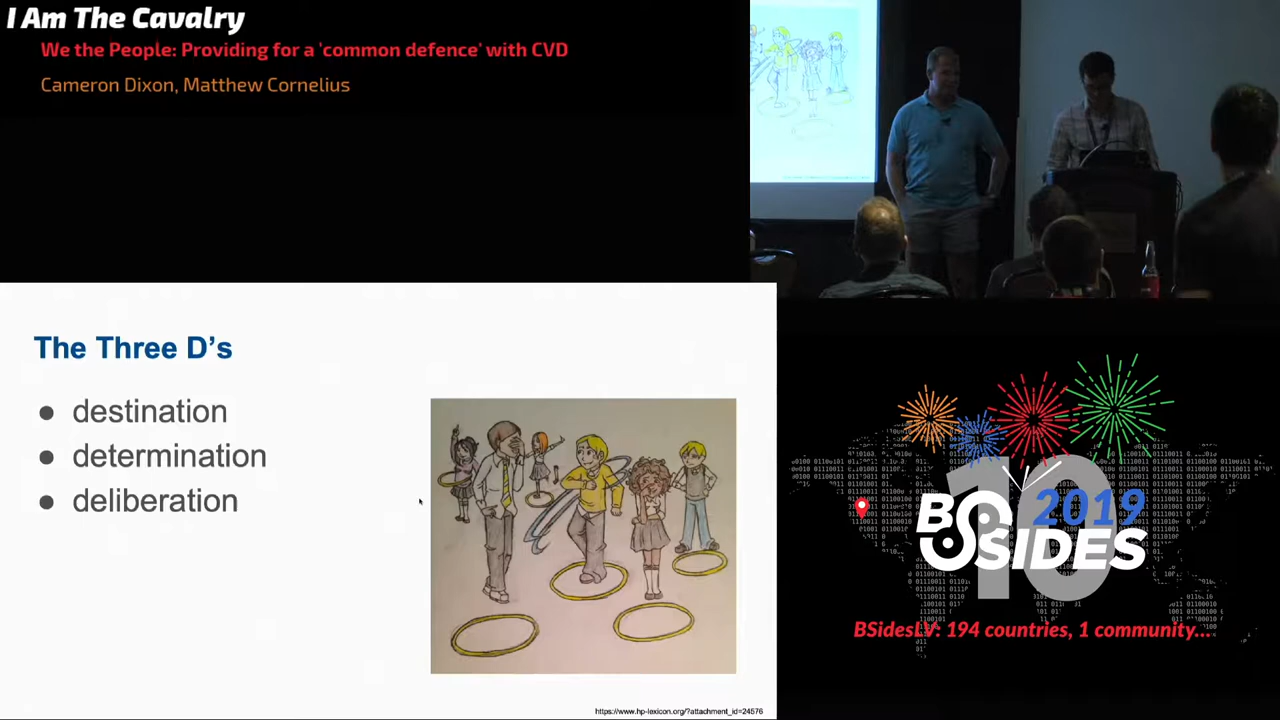 I Am The Cavalry
We the People: Providing for a 'common defence' with CVD
Cameron Dixon, Matthew Cornelius
The Three D's
● destination
● determination
● deliberation
https://www.hp-lexicon.org/?attachment_id=24576
10
BSIDES 2019
BSidesLV: 194 countries, 1 community...